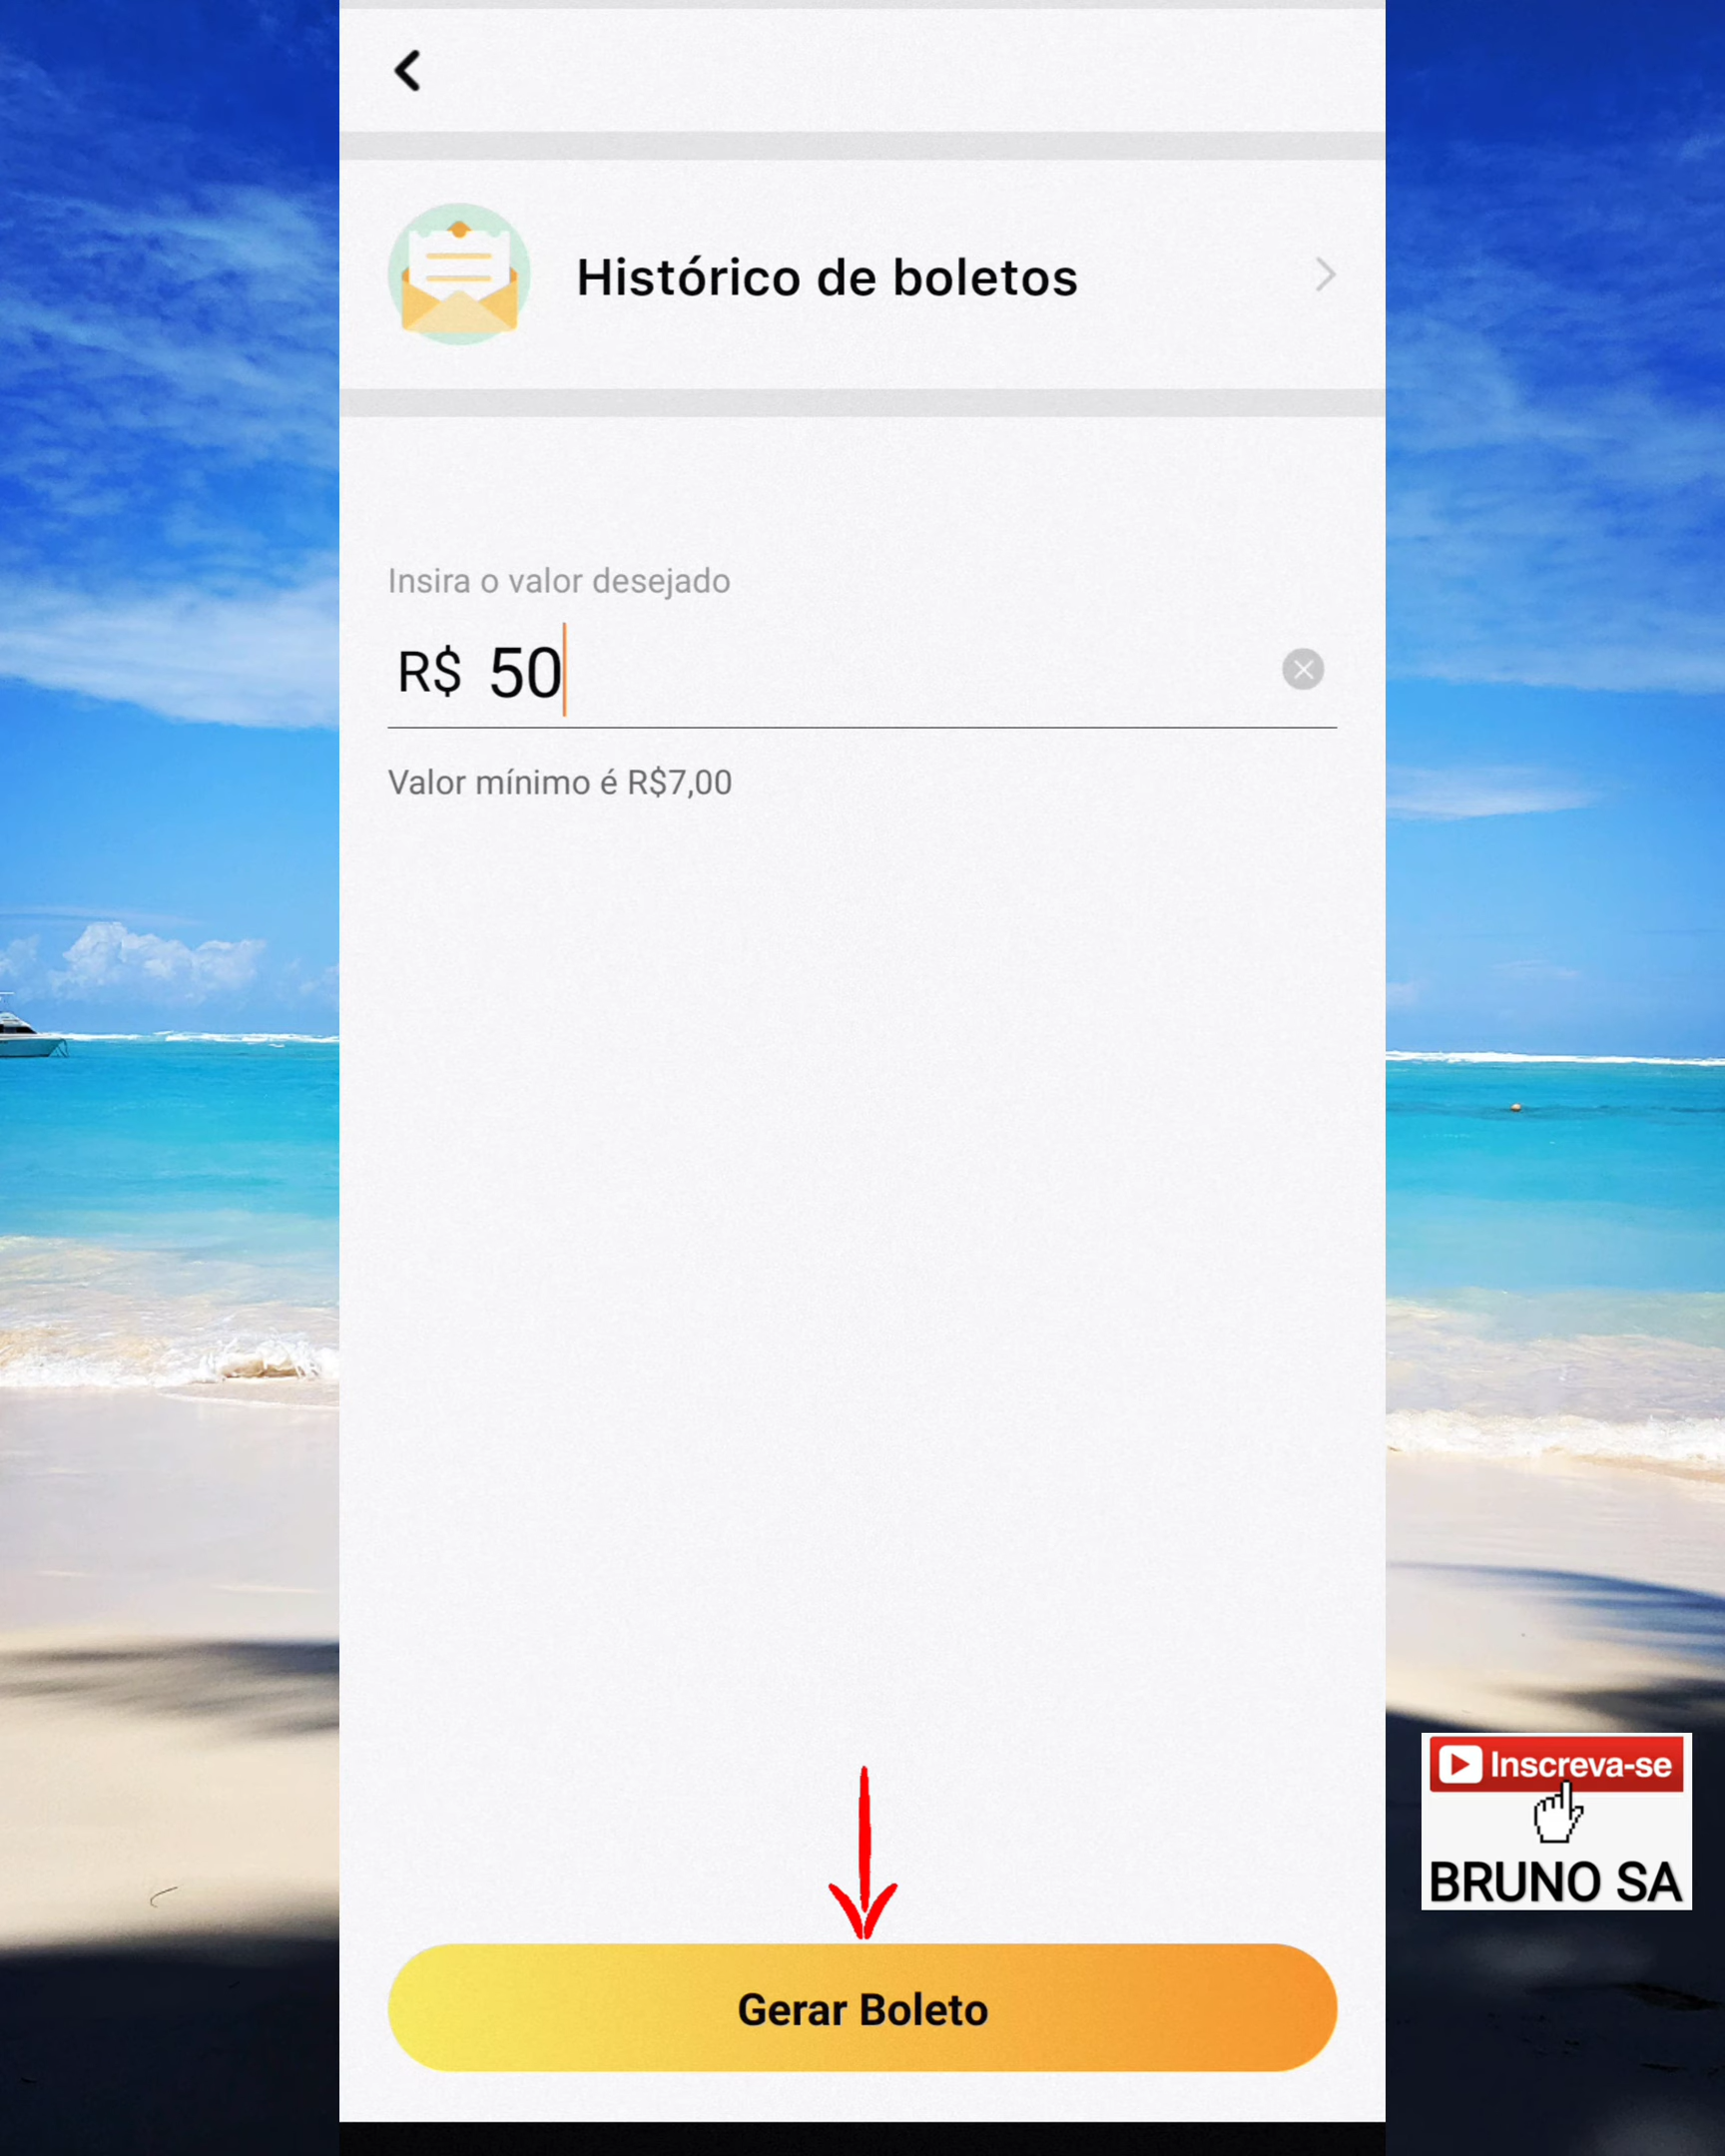 Histórico de boletos
Insira o valor desejado
R$ 50
Valor mínimo é R$7,00
Inscreva-se
BRUNO SA
Gerar Boleto